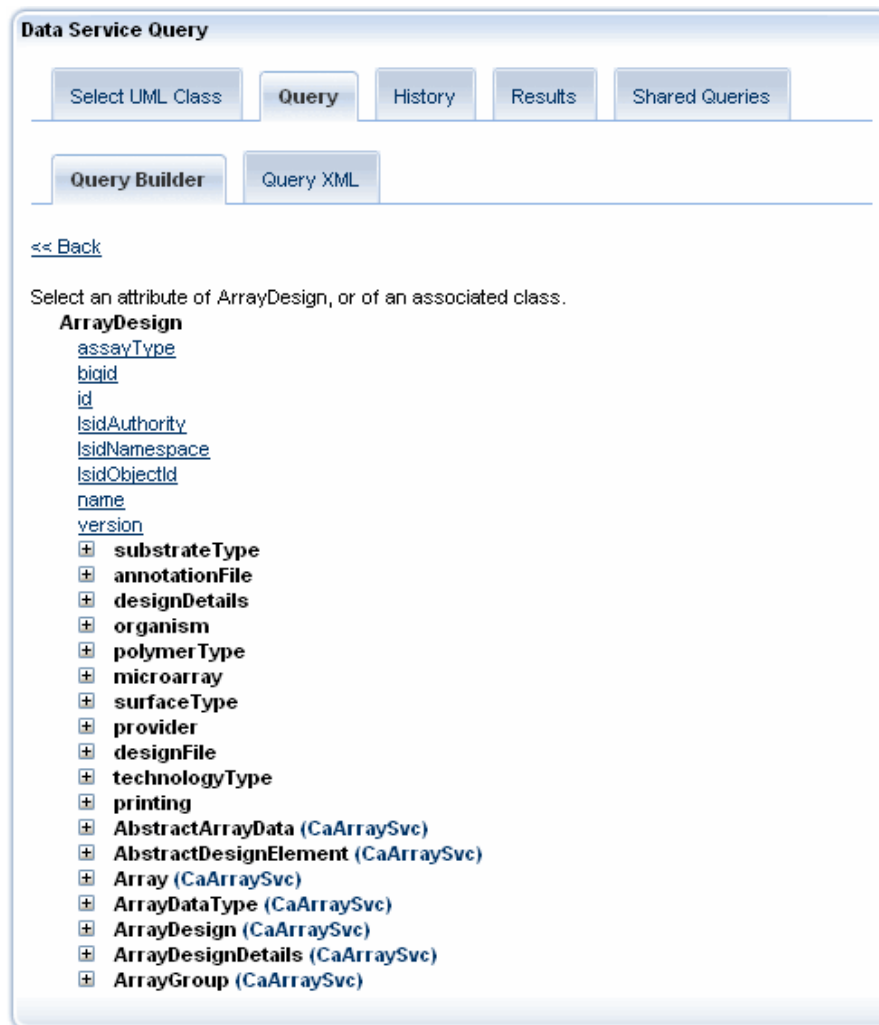 Data Service Query
Select UML Class Query History Results Shared Queries
Query Builder Query XML
<< Back
Select an attribute of ArrayDesign, or of an associated class.
ArrayDesign
assayType
bigid
id
lsidAuthority
lsidNamespace
lsidObjectId
name
version
substrateType
annotationFile
designDetails
organism
polymerType
microarray
surfaceType
provider
designFile
technologyType
printing
AbstractArrayData (CaArraySvc)
AbstractDesignElement (CaArraySvc)
Array (CaArraySvc)
ArrayDataType (CaArraySvc)
ArrayDesign (CaArraySvc)
ArrayDesignDetails (CaArraySvc)
ArrayGroup (CaArraySvc)